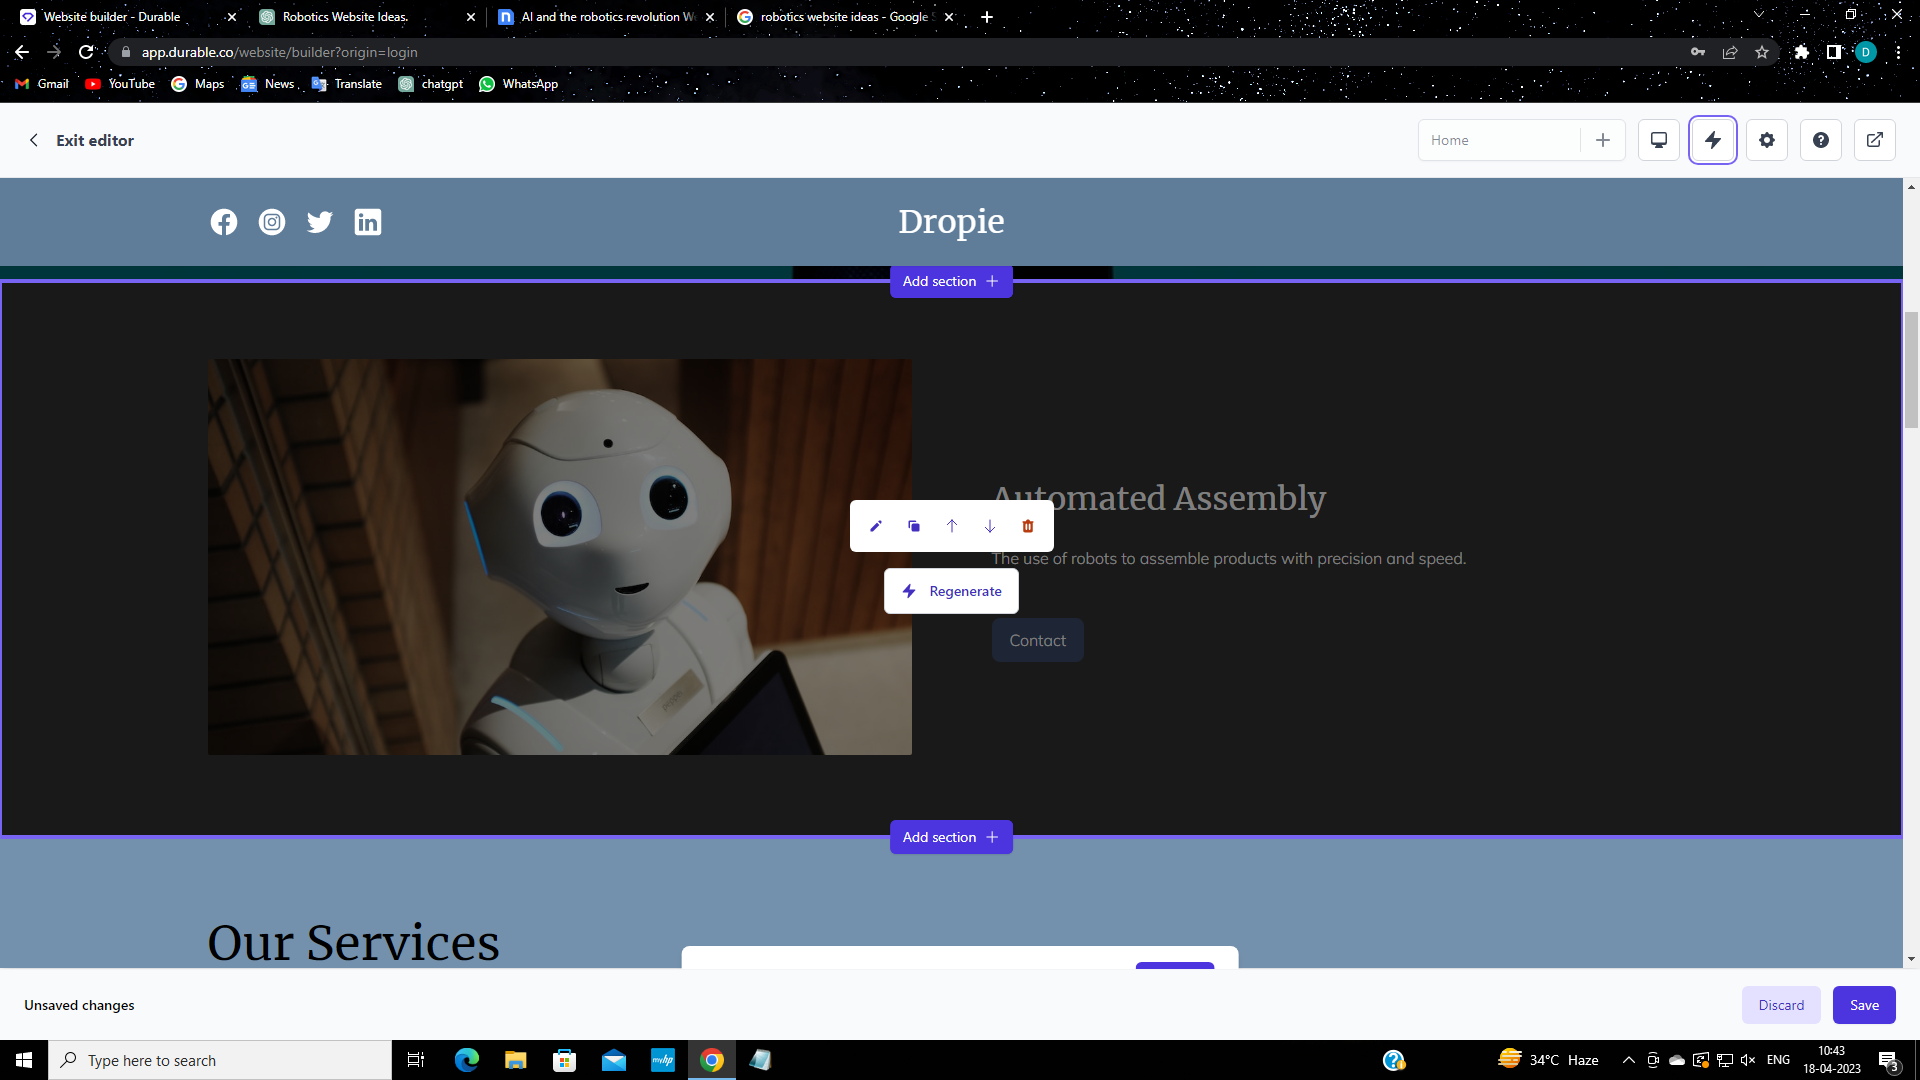 Website builder - Durable
Robotics Website Ideas.
AI and the robotics revolution W
robotics website ideas - Google S
app.durable.co/website/builder?origin=login
D
Gmail
YouTube
Maps
News
Translate
chatgpt
WhatsApp
Exit editor
Home
Dropie
Add section
Automated Assembly
The use of robots to assemble products with precision and speed.
Regenerate
Contact
Add section
Our Services
Unsaved changes
Discard
Save
Type here to search
myhp
34°C Haze
ENG
10:43
18-04-2023
3